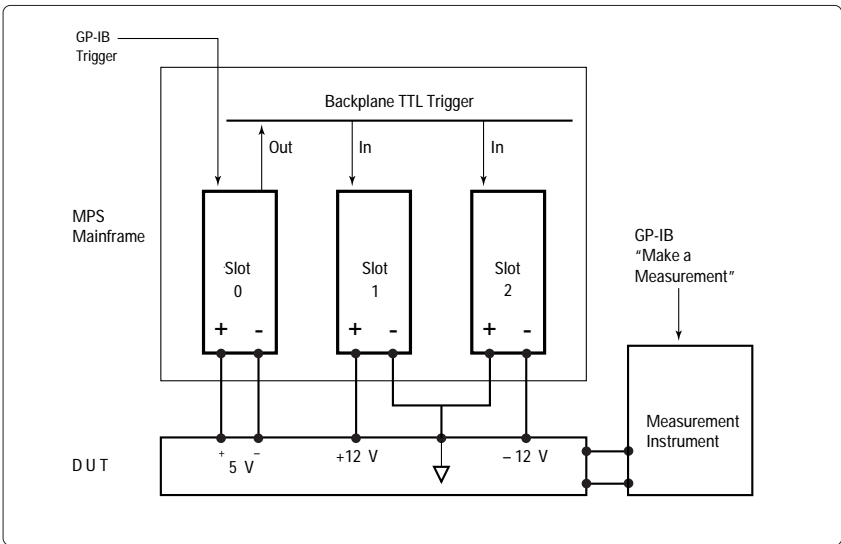 GP-IB
Trigger
Backplane TTL Trigger
Out
In
In
MPS
Mainframe
Slot
0
Slot
1
Slot
2
+ -
+ -
+ -
GP-IB
"Make a
Measurement"
Measurement
Instrument
DUT
+ −
5 V
+12 V
– 12 V